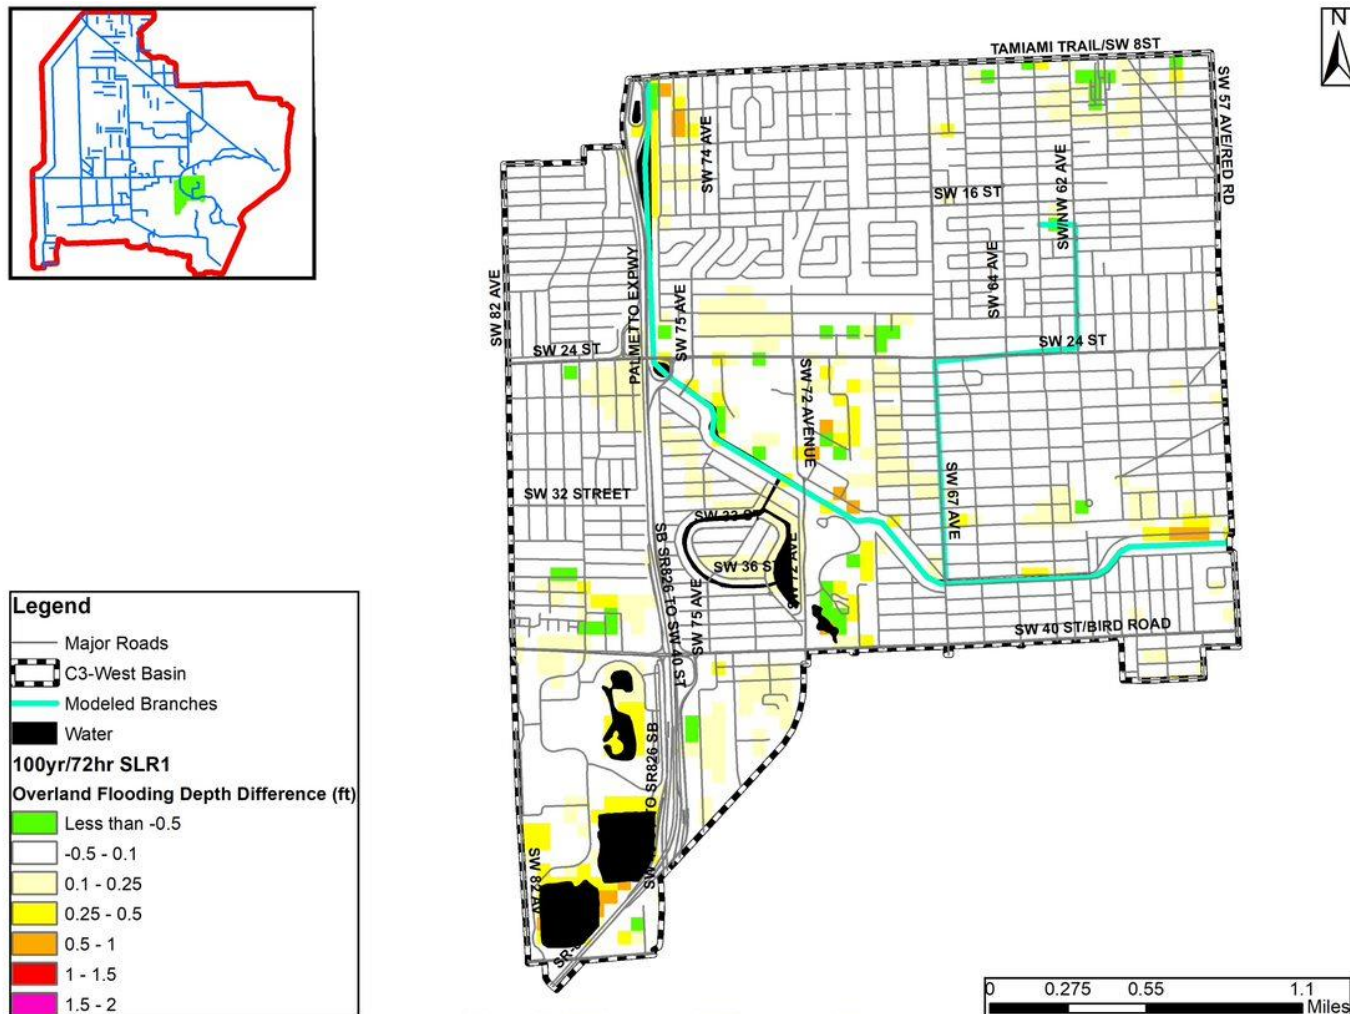 N
TAMIAMI TRAIL/SW 8ST
SW 57 AVE/RED RD
SW 74 AVE
SW/NW 62 AVE
SW 16 ST
SW 64 AVE
PALMETTO EXPWY
SW 82 AVE
SW 75 AVE
SW 24 ST
SW 24 ST
SW 72 AVENUE
SW 67 AVE
SW 32 STREET
SB SR826 TO SW 40 ST
SW 36 ST
SW 72 AVE
SW 75 AVE
SW 40 ST/BIRD ROAD
TO SR826 SB
SW 82 AV
Legend
Major Roads
C3-West Basin
Modeled Branches
Water
100yr/72hr SLR1
Overland Flooding Depth Difference (ft)
Less than -0.5
-0.5 - 0.1
0.1 - 0.25
0.25 - 0.5
0.5 - 1
1 - 1.5
1.5 - 2
0 0.275 0.55 1.1
Miles